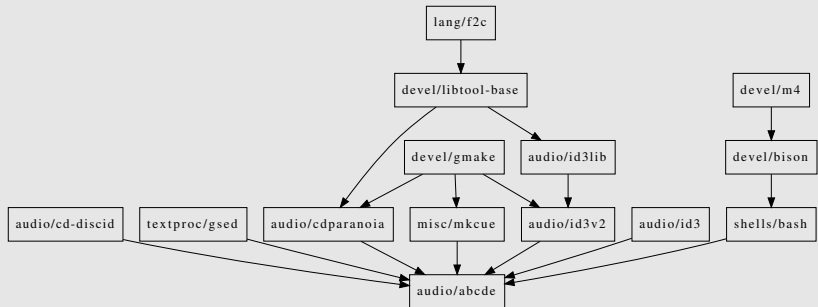 lang/f2c
devel/libtool-base
devel/m4
devel/gmake
audio/id3lib
devel/bison
audio/cd-discid
textproc/gsed
audio/cdparanoia
misc/mkcue
audio/id3v2
audio/id3
shells/bash
audio/abcde